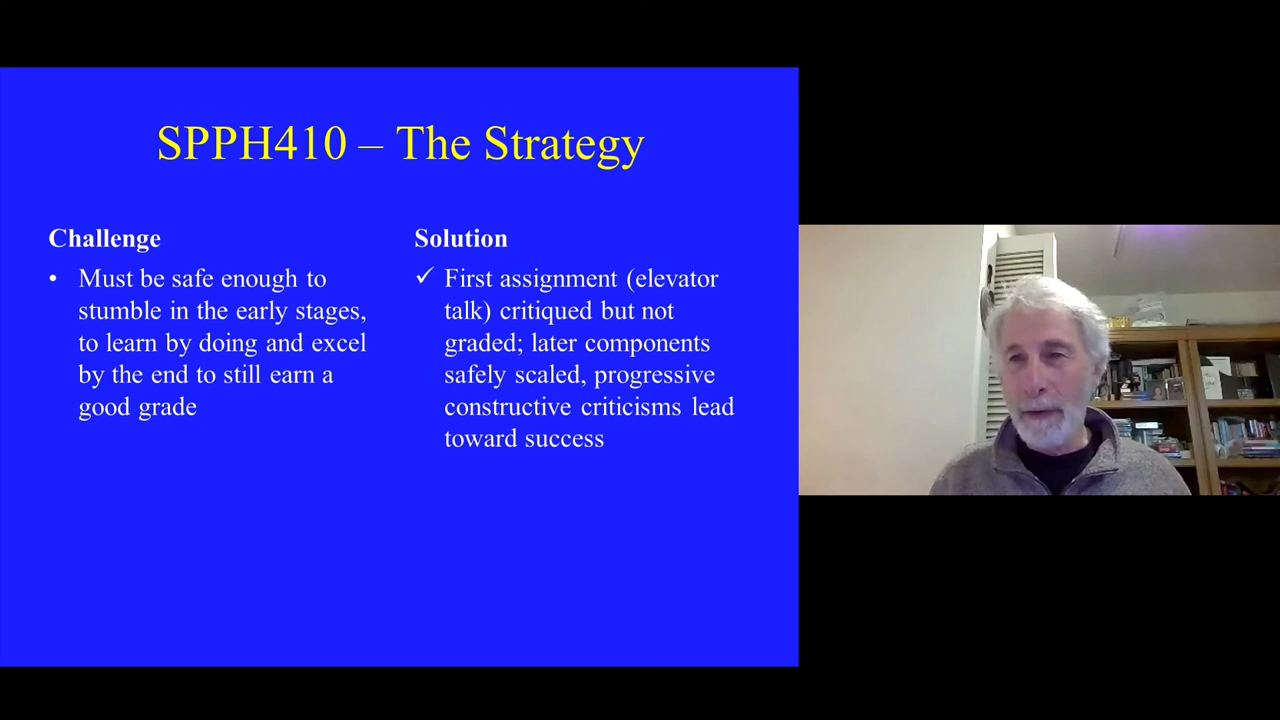 SPPH410 – The Strategy
Challenge
• Must be safe enough to
stumble in the early stages,
to learn by doing and excel
by the end to still earn a
good grade
Solution
✓ First assignment (elevator
talk) critiqued but not
graded; later components
safely scaled, progressive
constructive criticisms lead
toward success